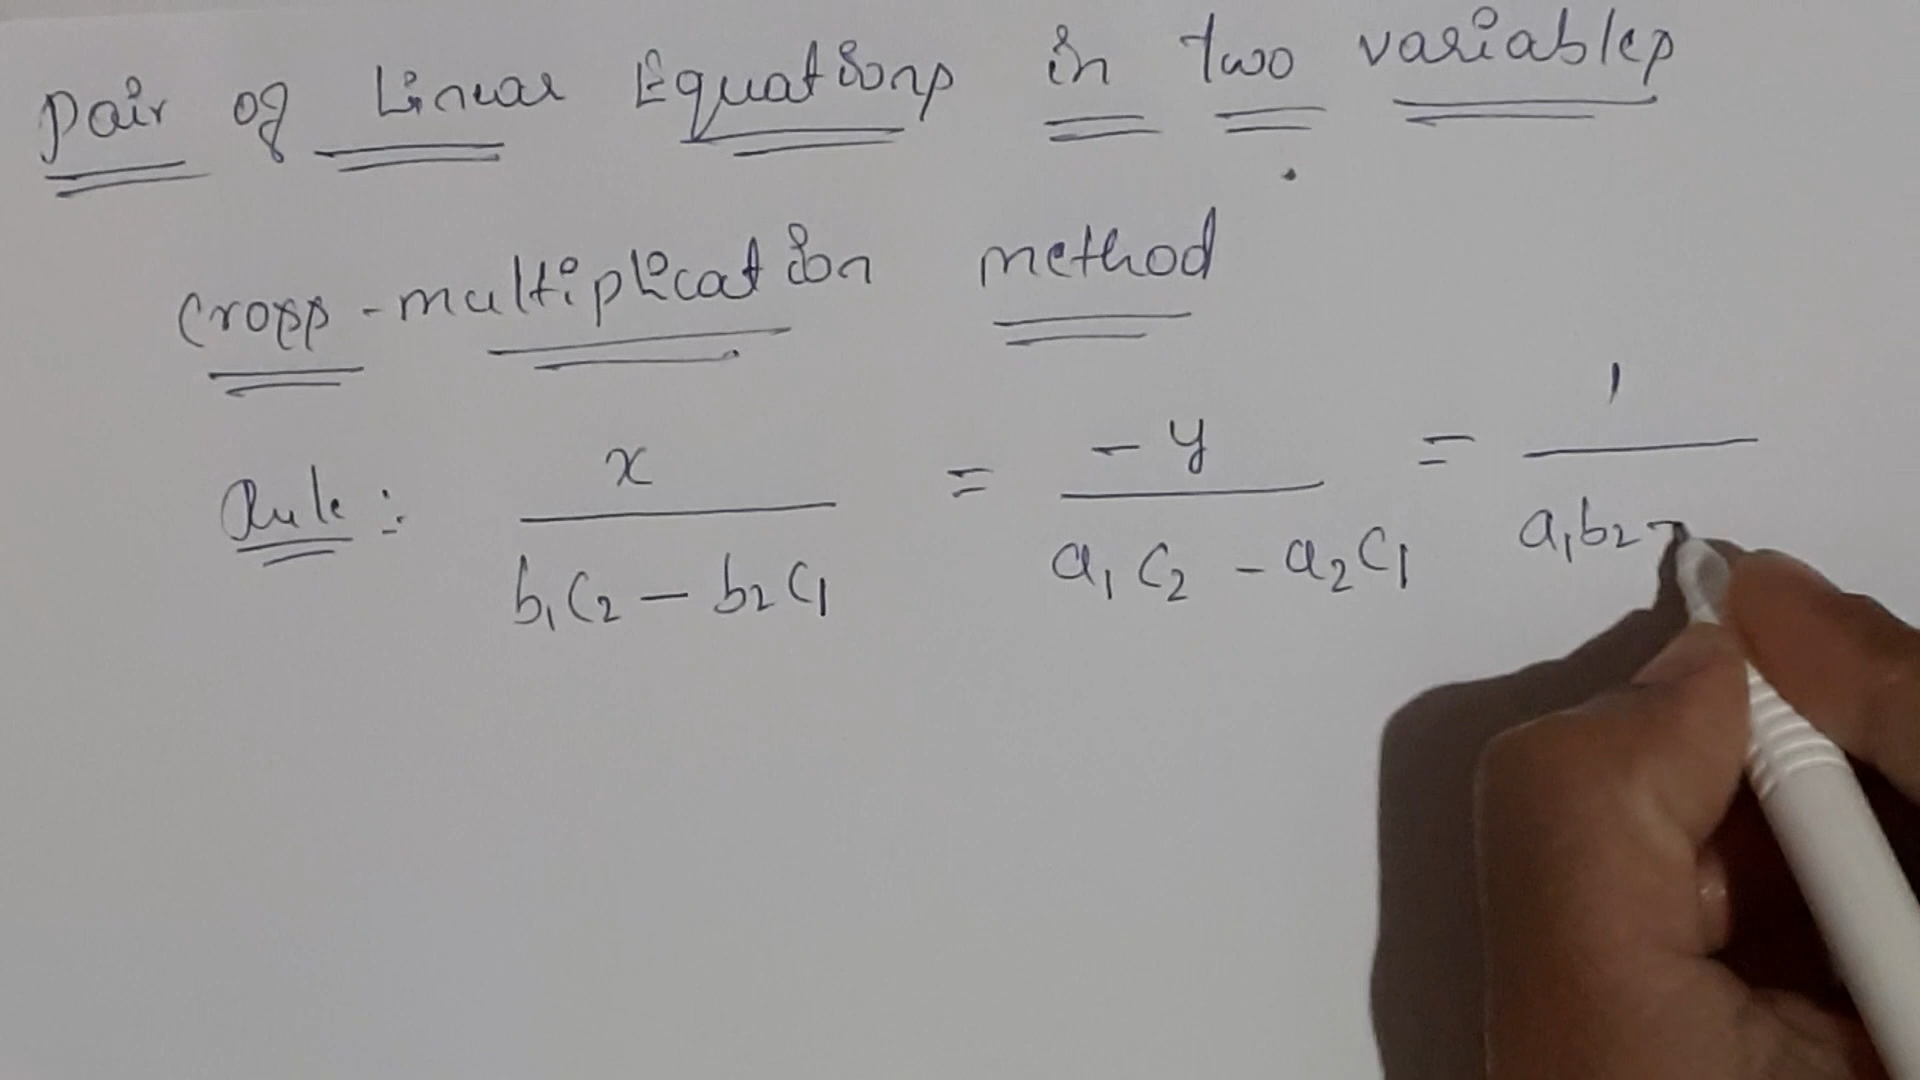 Pair of Linear Equations in two variables
Cross-multiplication method
Rule: x / (b₁c₂ - b₂c₁) = -y / (a₁c₂ - a₂c₁) = 1 / (a₁b₂ -